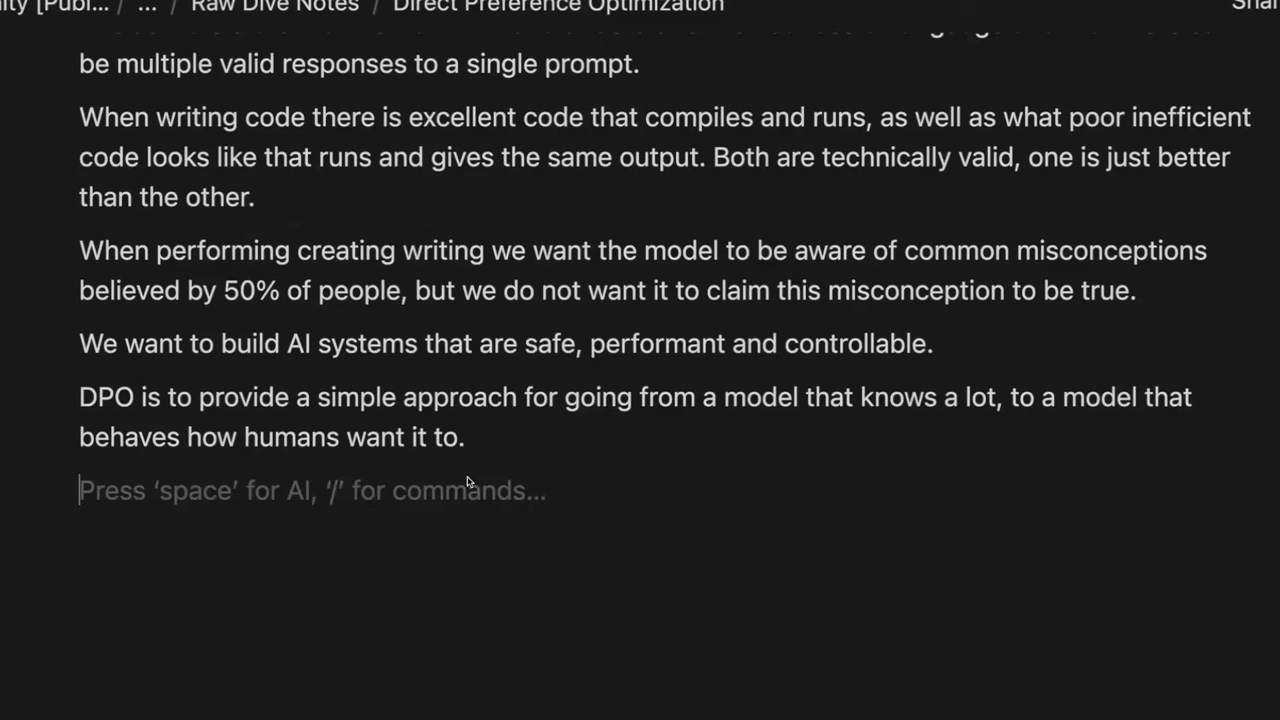 [Publ... / ... / Raw Dive Notes / Direct Preference Optimization
be multiple valid responses to a single prompt.
When writing code there is excellent code that compiles and runs, as well as what poor inefficient
code looks like that runs and gives the same output. Both are technically valid, one is just better
than the other.
When performing creating writing we want the model to be aware of common misconceptions
believed by 50% of people, but we do not want it to claim this misconception to be true.
We want to build AI systems that are safe, performant and controllable.
DPO is to provide a simple approach for going from a model that knows a lot, to a model that
behaves how humans want it to.
Press ‘space’ for AI, ‘/’ for commands...